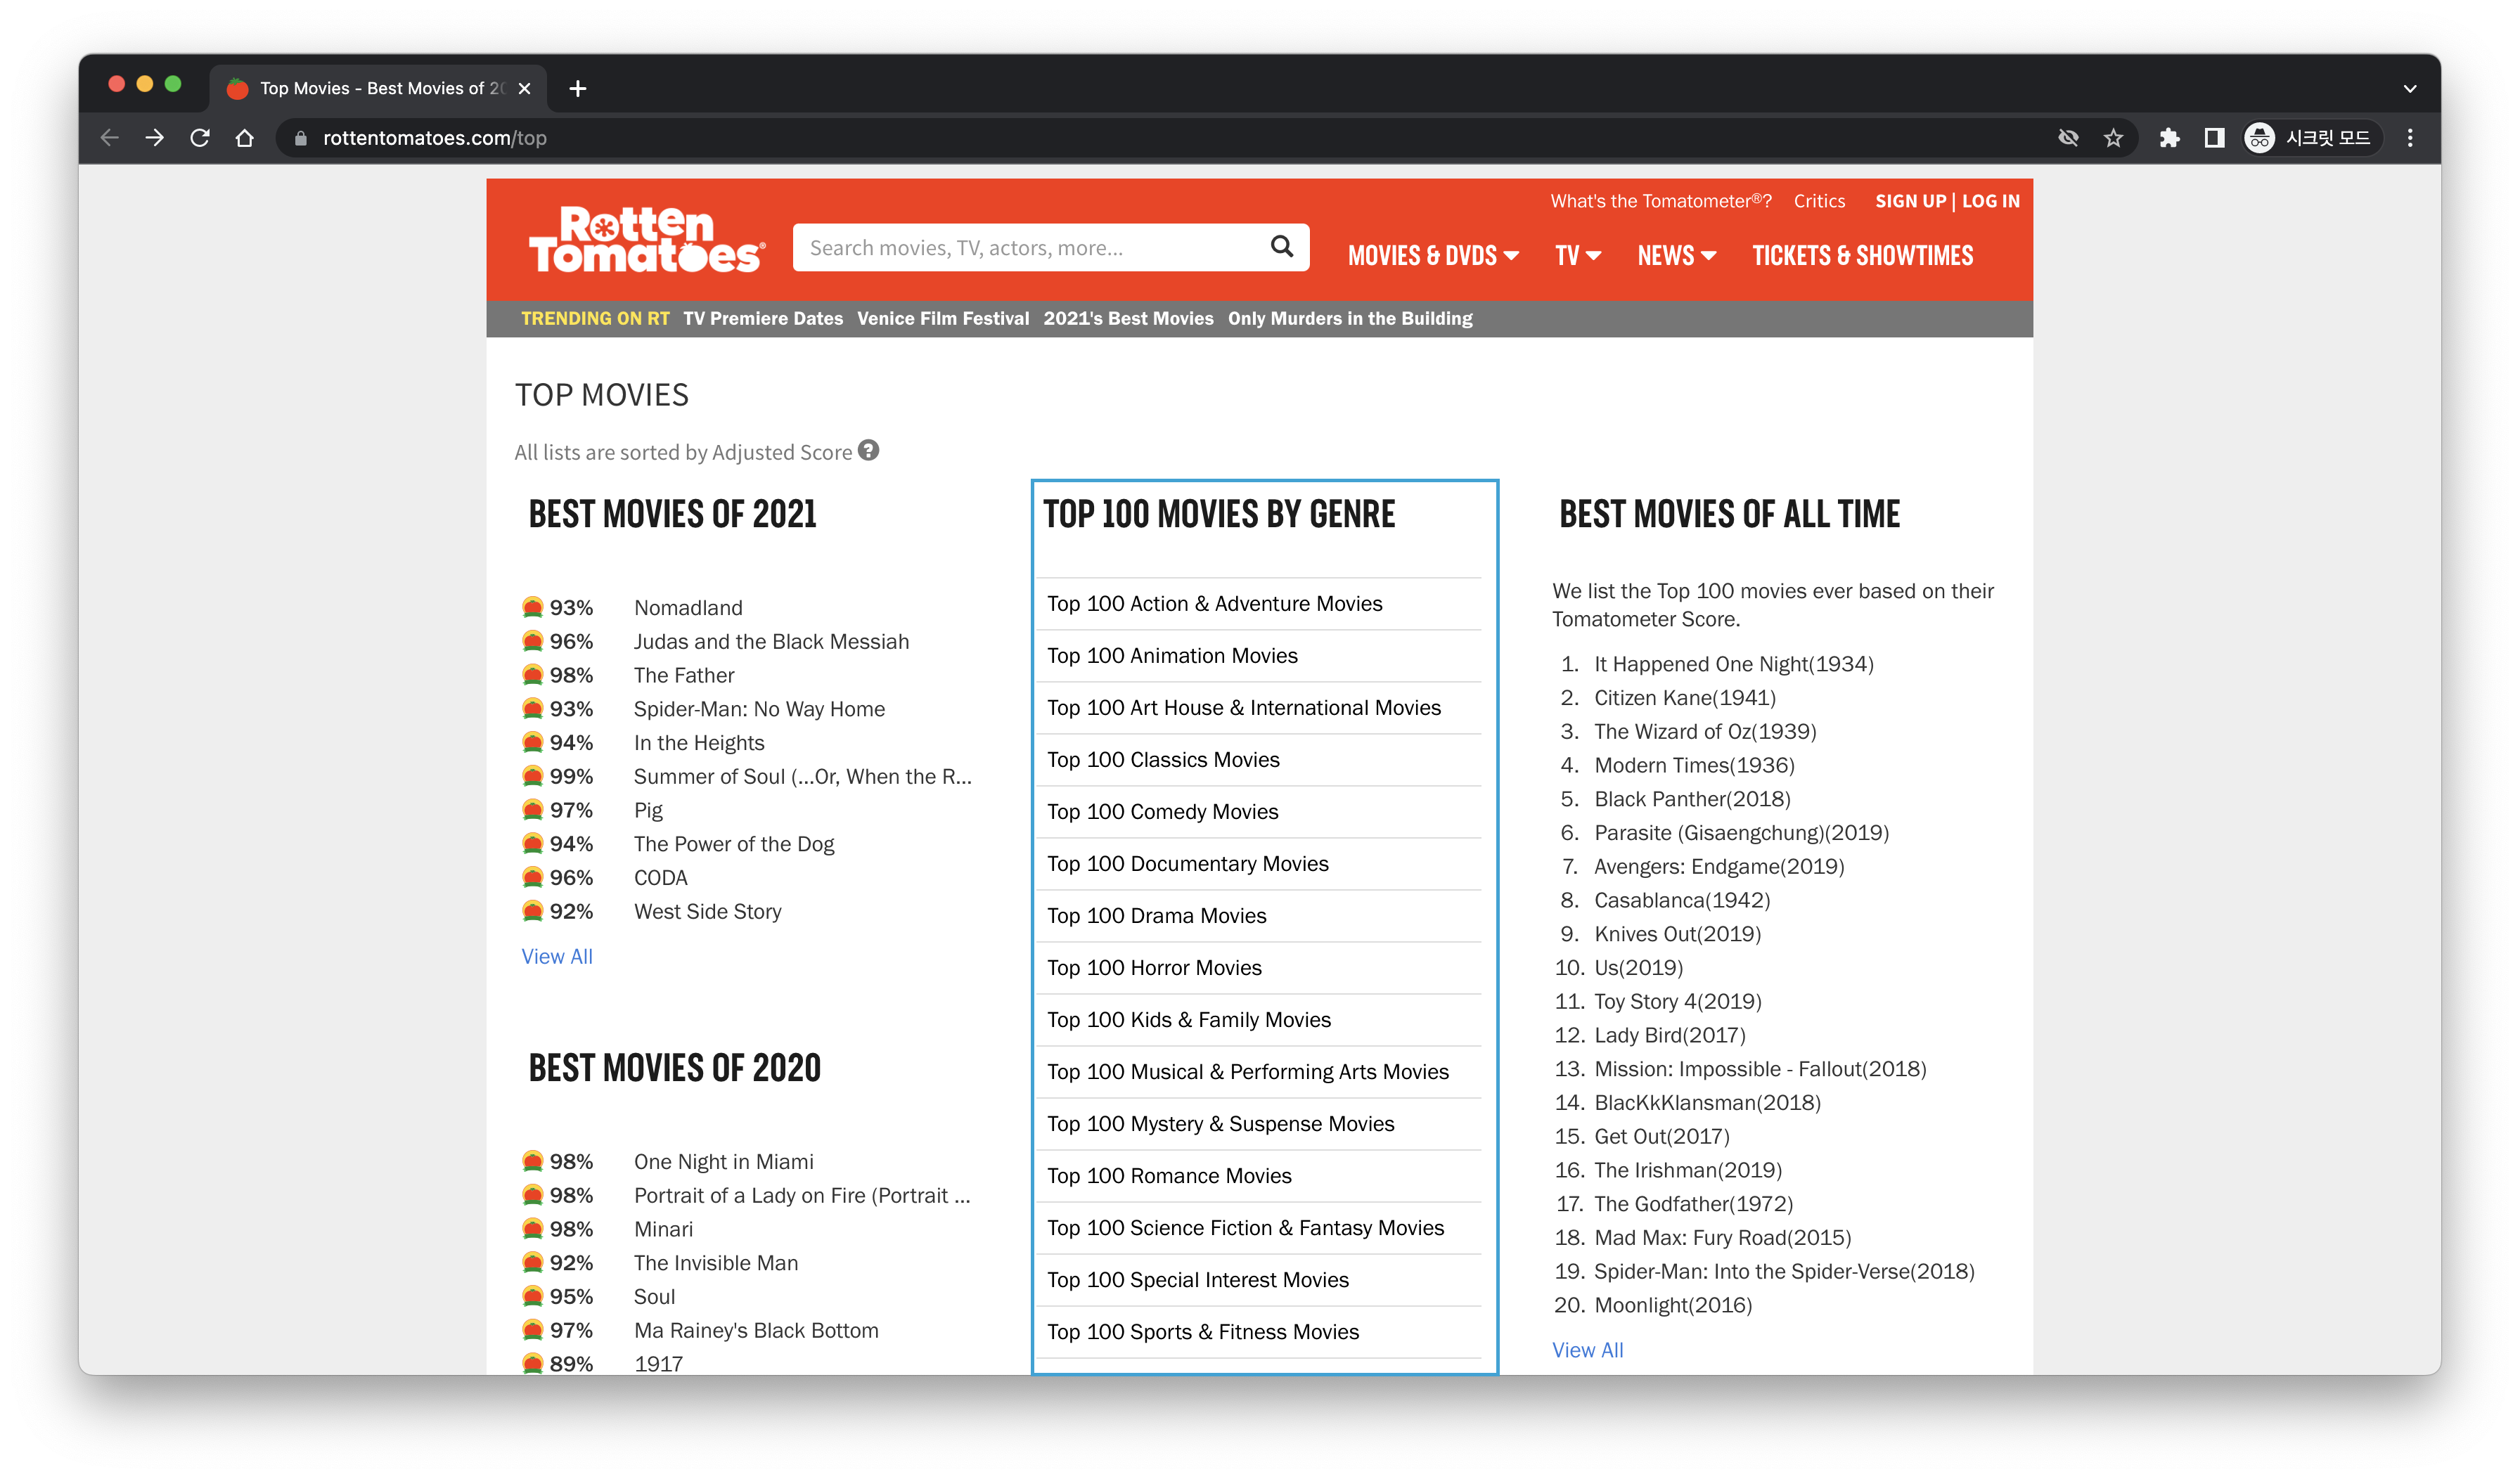 Top Movies - Best Movies of 20
rottentomatoes.com/top
시크릿 모드
What's the Tomatometer®? Critics SIGN UP | LOG IN
Rotten
Tomatoes®
Search movies, TV, actors, more...
MOVIES & DVDS TV NEWS TICKETS & SHOWTIMES
TRENDING ON RT TV Premiere Dates Venice Film Festival 2021's Best Movies Only Murders in the Building
TOP MOVIES
All lists are sorted by Adjusted Score ?
BEST MOVIES OF 2021
93% Nomadland
96% Judas and the Black Messiah
98% The Father
93% Spider-Man: No Way Home
94% In the Heights
99% Summer of Soul (...Or, When the R...
97% Pig
94% The Power of the Dog
96% CODA
92% West Side Story
View All
BEST MOVIES OF 2020
98% One Night in Miami
98% Portrait of a Lady on Fire (Portrait ...
98% Minari
92% The Invisible Man
95% Soul
97% Ma Rainey's Black Bottom
89% 1917
TOP 100 MOVIES BY GENRE
Top 100 Action & Adventure Movies
Top 100 Animation Movies
Top 100 Art House & International Movies
Top 100 Classics Movies
Top 100 Comedy Movies
Top 100 Documentary Movies
Top 100 Drama Movies
Top 100 Horror Movies
Top 100 Kids & Family Movies
Top 100 Musical & Performing Arts Movies
Top 100 Mystery & Suspense Movies
Top 100 Romance Movies
Top 100 Science Fiction & Fantasy Movies
Top 100 Special Interest Movies
Top 100 Sports & Fitness Movies
BEST MOVIES OF ALL TIME
We list the Top 100 movies ever based on their
Tomatometer Score.
1. It Happened One Night(1934)
2. Citizen Kane(1941)
3. The Wizard of Oz(1939)
4. Modern Times(1936)
5. Black Panther(2018)
6. Parasite (Gisaengchung)(2019)
7. Avengers: Endgame(2019)
8. Casablanca(1942)
9. Knives Out(2019)
10. Us(2019)
11. Toy Story 4(2019)
12. Lady Bird(2017)
13. Mission: Impossible - Fallout(2018)
14. BlacKkKlansman(2018)
15. Get Out(2017)
16. The Irishman(2019)
17. The Godfather(1972)
18. Mad Max: Fury Road(2015)
19. Spider-Man: Into the Spider-Verse(2018)
20. Moonlight(2016)
View All